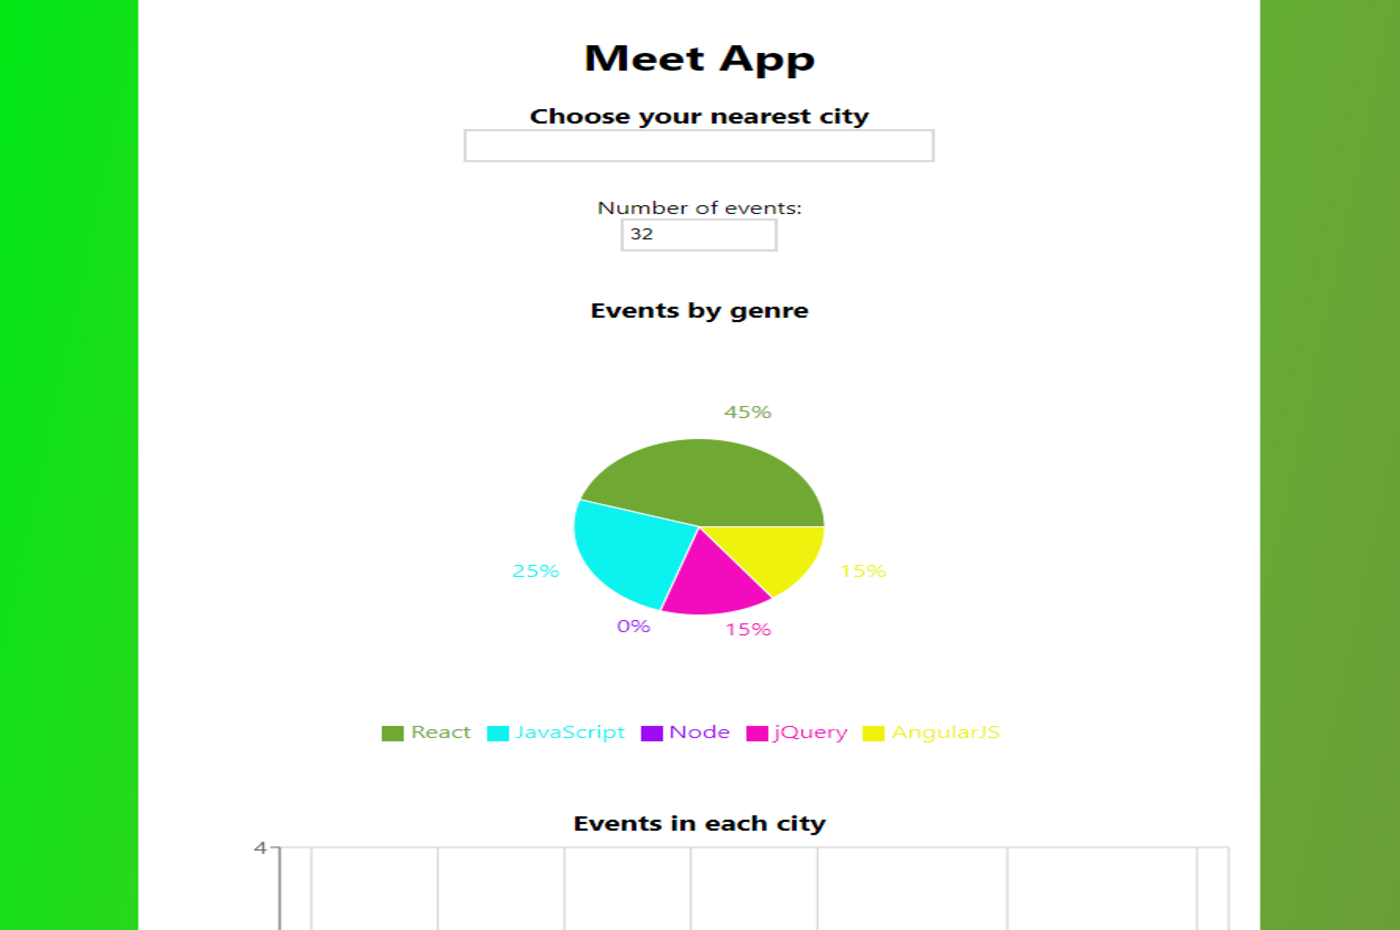 Meet App
Choose your nearest city
Number of events:
32
Events by genre
45%
25%
15%
0%
15%
React JavaScript Node jQuery AngularJS
Events in each city
4